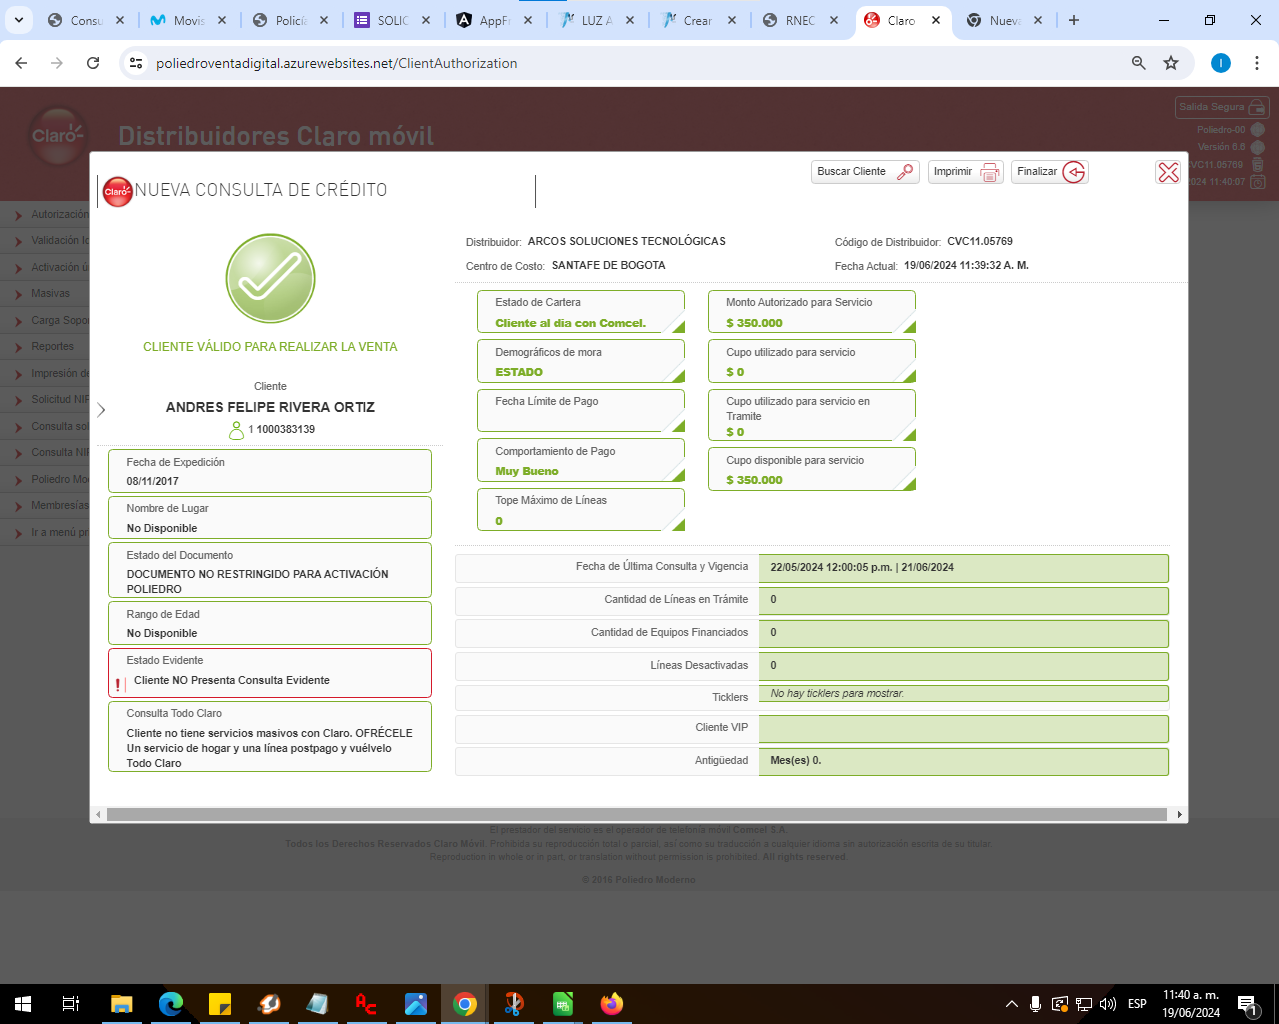 Consu
Movis
Policía
SOLIC
AppFr
LUZ A
Crear
RNEC
Claro
Nueva
poliedroventadigital.azurewebsites.net/ClientAuthorization
I
Claro
Distribuidores Claro móvil
Salida Segura
Poliedro-00
Versión 6.6
CVC11.05769
2024 11:40:07
Autorización
Validación Id
Activación ú
Masivas
Carga Sopo
Reportes
Impresión de
Solicitud NIP
Consulta sol
Consulta NIP
Poliedro Mo
Membresías
Ir a menú pr
Claro
NUEVA CONSULTA DE CRÉDITO
Buscar Cliente
Imprimir
Finalizar
CLIENTE VÁLIDO PARA REALIZAR LA VENTA
Cliente
ANDRES FELIPE RIVERA ORTIZ
1 1000383139
Fecha de Expedición
08/11/2017
Nombre de Lugar
No Disponible
Estado del Documento
DOCUMENTO NO RESTRINGIDO PARA ACTIVACIÓN
POLIEDRO
Rango de Edad
No Disponible
Estado Evidente
! Cliente NO Presenta Consulta Evidente
Consulta Todo Claro
Cliente no tiene servicios masivos con Claro. OFRÉCELE
Un servicio de hogar y una línea postpago y vuélvelo
Todo Claro
Distribuidor: ARCOS SOLUCIONES TECNOLÓGICAS
Código de Distribuidor: CVC11.05769
Centro de Costo: SANTAFE DE BOGOTA
Fecha Actual: 19/06/2024 11:39:32 A. M.
Estado de Cartera
Cliente al dia con Comcel.
Demográficos de mora
ESTADO
Fecha Límite de Pago
Comportamiento de Pago
Muy Bueno
Tope Máximo de Líneas
0
Monto Autorizado para Servicio
$ 350.000
Cupo utilizado para servicio
$ 0
Cupo utilizado para servicio en
Tramite
$ 0
Cupo disponible para servicio
$ 350.000
Fecha de Última Consulta y Vigencia 22/05/2024 12:00:05 p.m. | 21/06/2024
Cantidad de Líneas en Trámite 0
Cantidad de Equipos Financiados 0
Líneas Desactivadas 0
Ticklers No hay ticklers para mostrar.
Cliente VIP
Antigüedad Mes(es) 0.
El prestador del servicio es el operador de telefonía móvil Comcel S.A.
Todos los Derechos Reservados Claro Móvil. Prohibida su reproducción total o parcial, así como su traducción a cualquier idioma sin autorización escrita de su titular.
Reproduction in whole or in part, or translation without permission is prohibited. All rights reserved.
© 2016 Poliedro Moderno
ESP
11:40 a. m.
19/06/2024
1